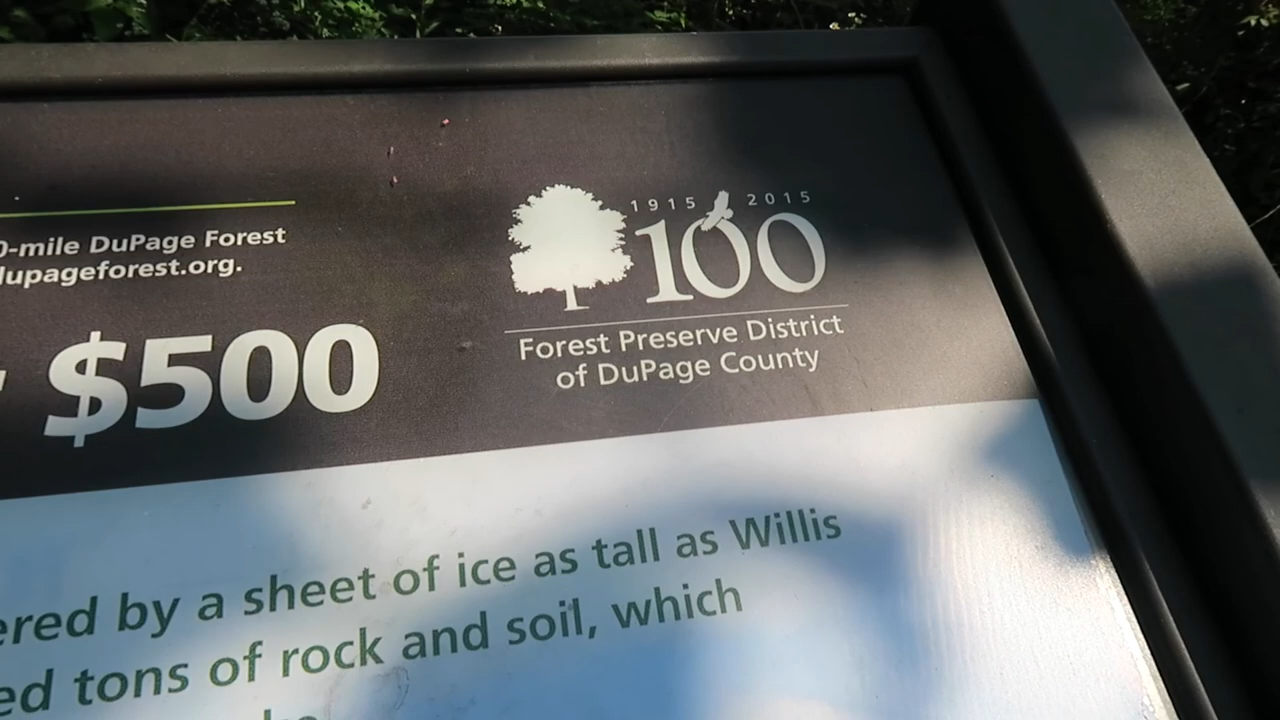 0-mile DuPage Forest
dupageforest.org.
$500
1915 2015
100
Forest Preserve District
of DuPage County
ered by a sheet of ice as tall as Willis
ed tons of rock and soil, which